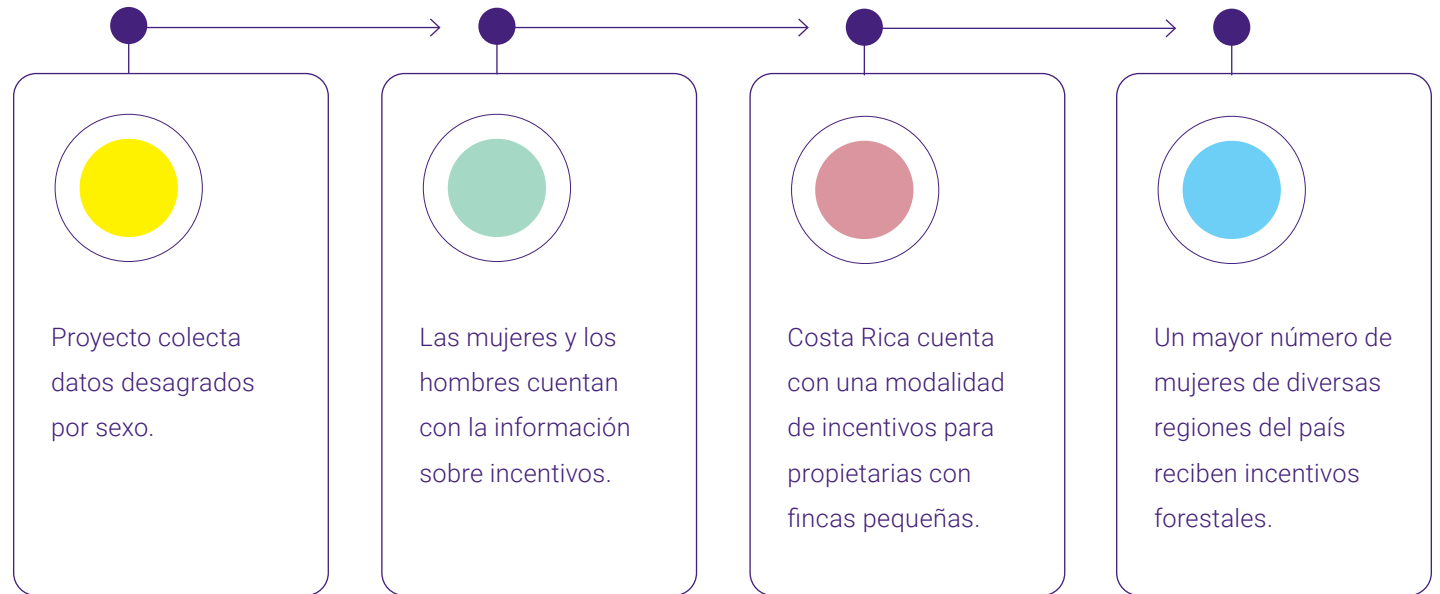 Proyecto colecta
datos desagrados
por sexo.
Las mujeres y los
hombres cuentan
con la información
sobre incentivos.
Costa Rica cuenta
con una modalidad
de incentivos para
propietarias con
fincas pequeñas.
Un mayor número de
mujeres de diversas
regiones del país
reciben incentivos
forestales.